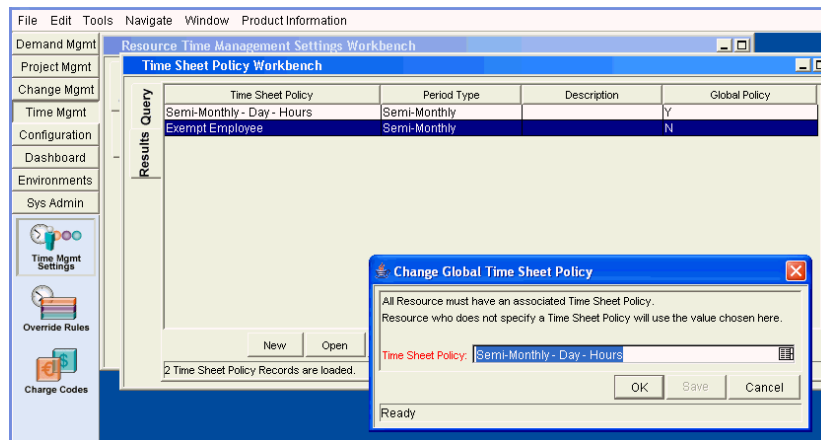 File Edit Tools Navigate Window Product Information
Demand Mgmt
Project Mgmt
Change Mgmt
Time Mgmt
Configuration
Dashboard
Environments
Sys Admin
Time Mgmt
Settings
Override Rules
Charge Codes
Resource Time Management Settings Workbench
Time Sheet Policy Workbench
Query
Results
Time Sheet Policy Period Type Description Global Policy
Semi-Monthly - Day - Hours Semi-Monthly Y
Exempt Employee Semi-Monthly N
New Open
2 Time Sheet Policy Records are loaded.
Change Global Time Sheet Policy
All Resource must have an associated Time Sheet Policy.
Resource who does not specify a Time Sheet Policy will use the value chosen here.
Time Sheet Policy: Semi-Monthly - Day - Hours
OK Save Cancel
Ready